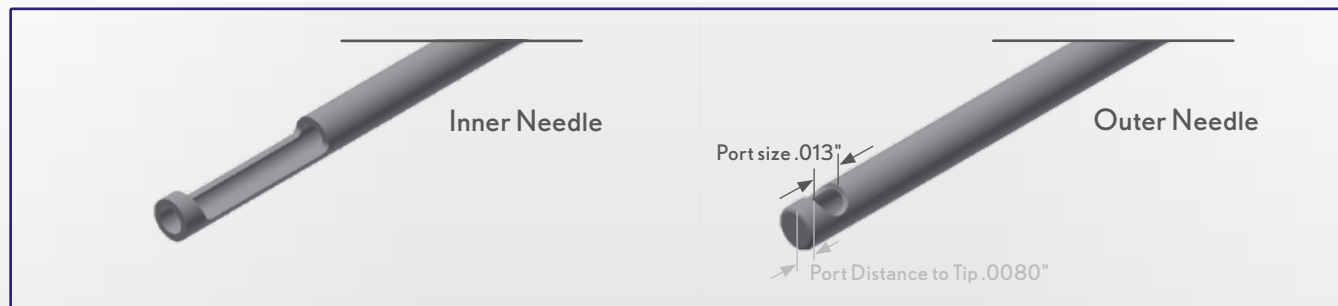 Inner Needle
Outer Needle
Port size .013"
Port Distance to Tip .0080"